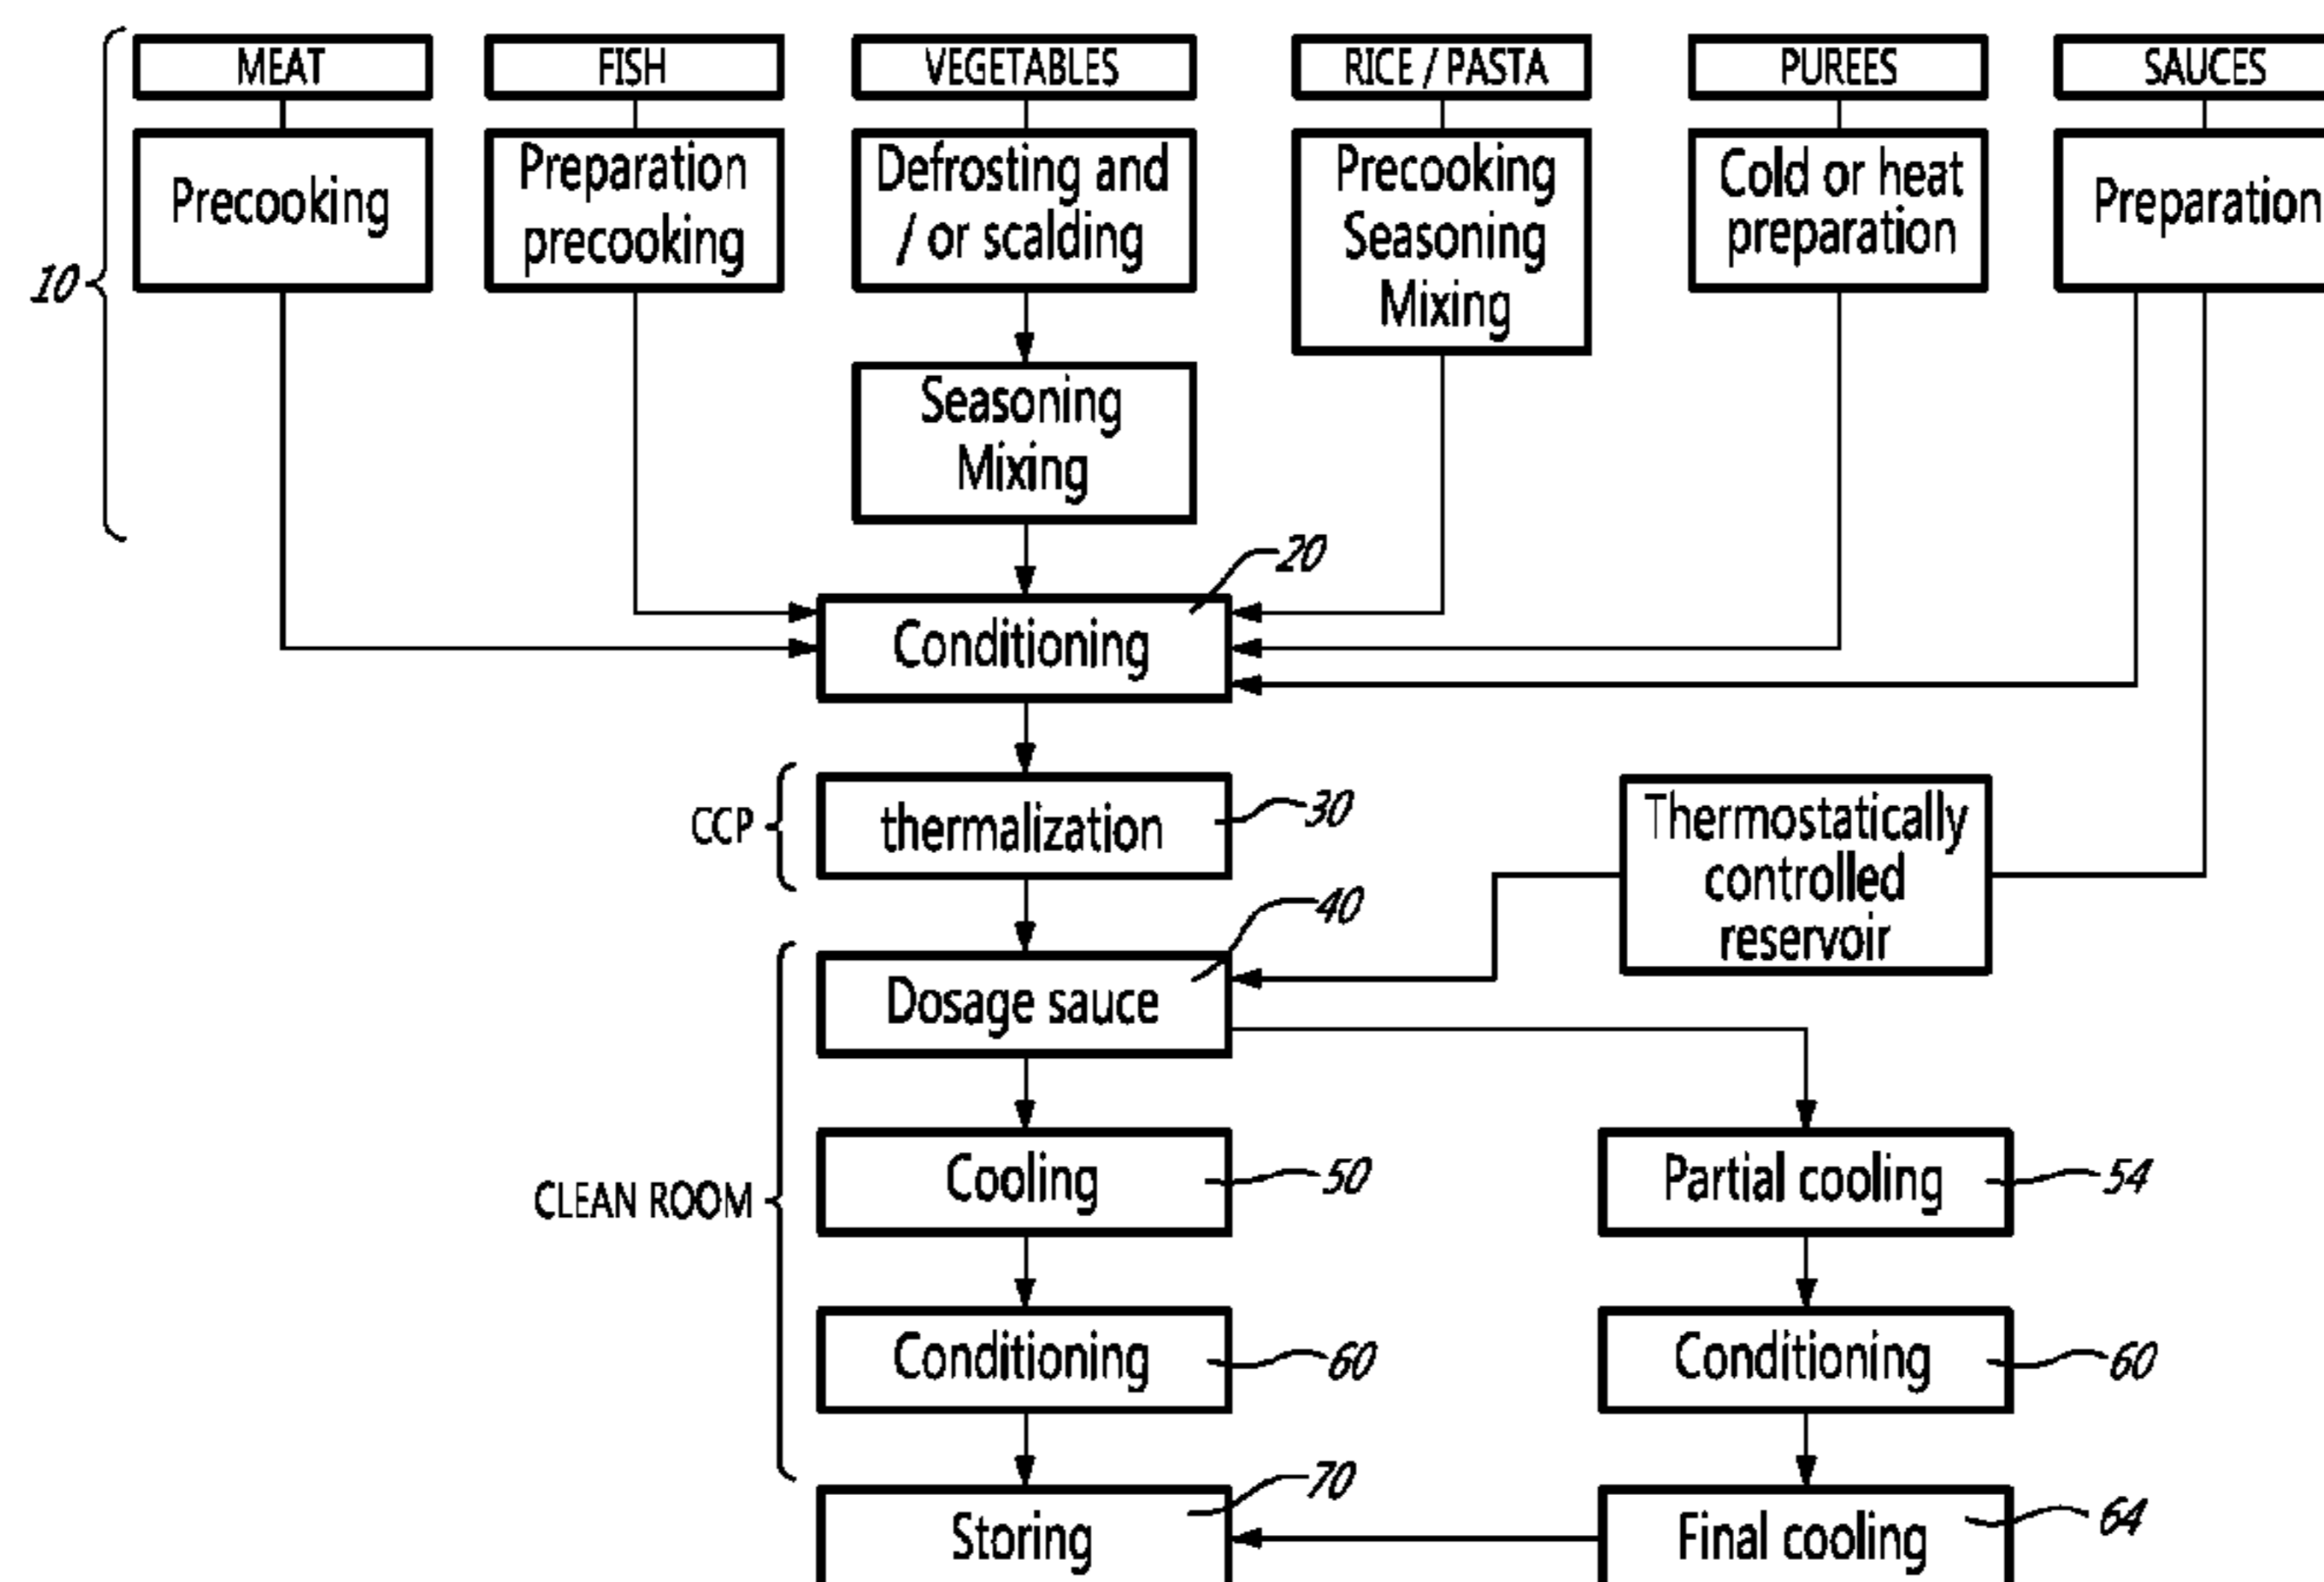 MEAT
FISH
VEGETABLES
RICE / PASTA
PUREES
SAUCES
Precooking
Preparation
precooking
Defrosting and
/ or scalding
Precooking
Seasoning
Mixing
Cold or heat
preparation
Preparation
10
Seasoning
Mixing
20
Conditioning
CCP
thermalization
30
Thermostatically
controlled
reservoir
40
Dosage sauce
CLEAN ROOM
Cooling
50
Partial cooling
54
Conditioning
60
Conditioning
60
70
Storing
Final cooling
64